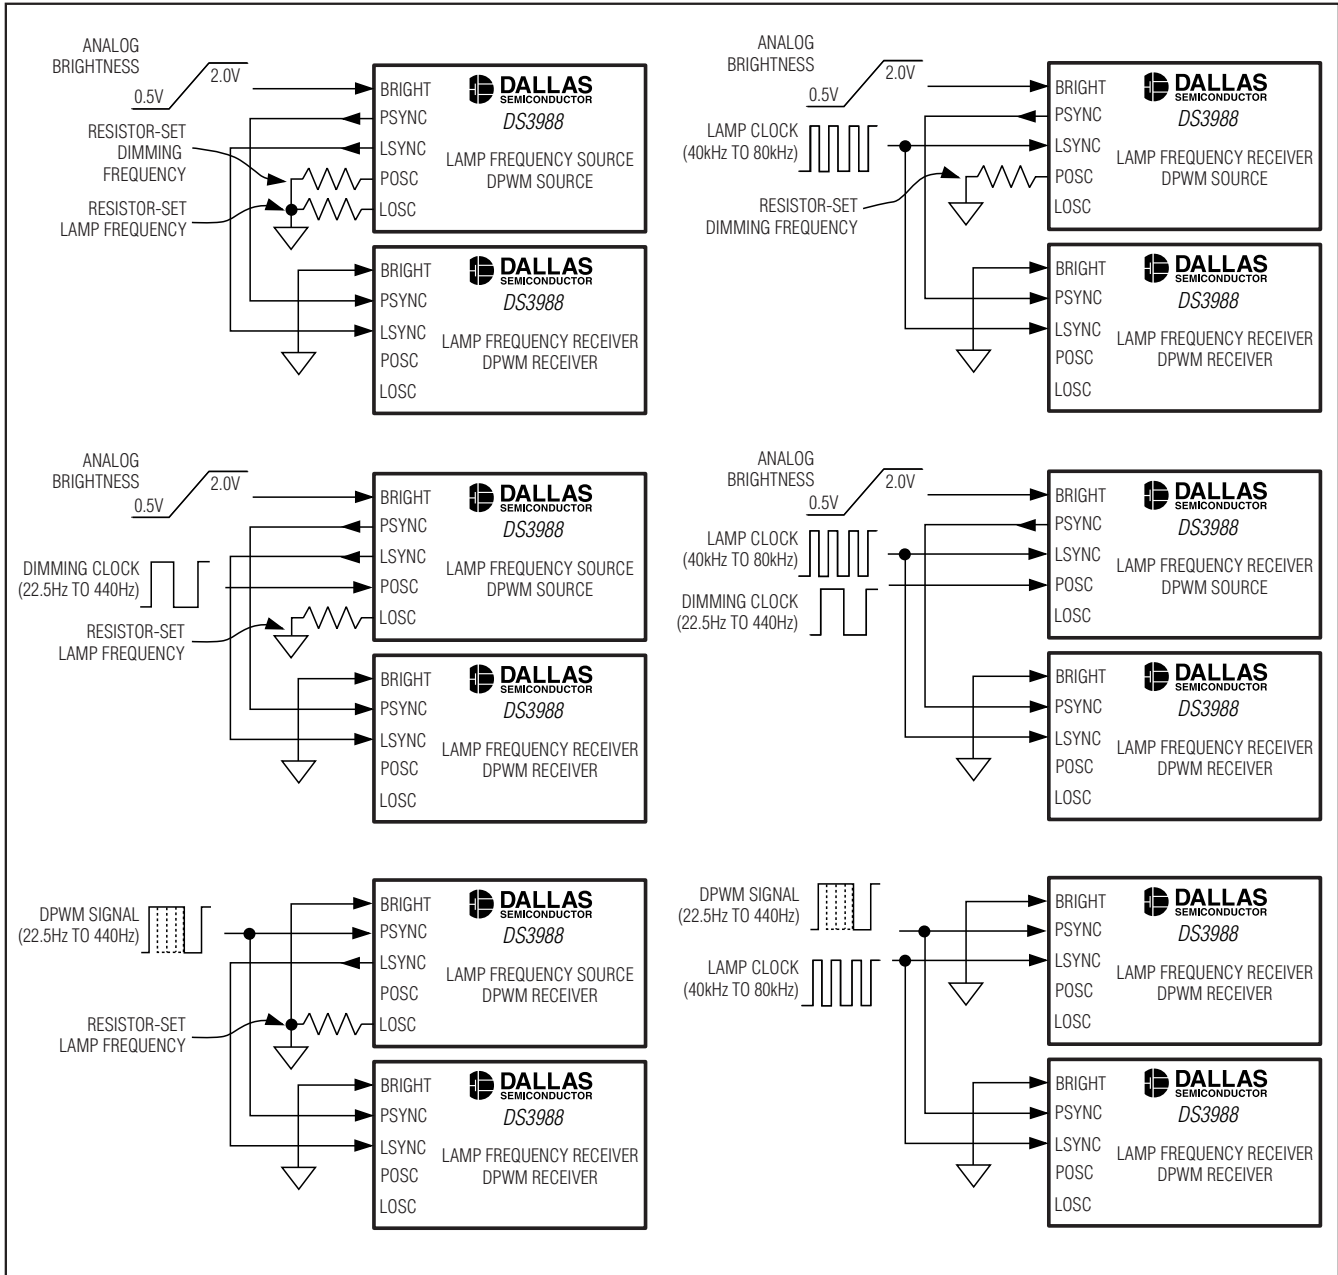 ANALOG
BRIGHTNESS
0.5V
2.0V
RESISTOR-SET
DIMMING
FREQUENCY
RESISTOR-SET
LAMP FREQUENCY
BRIGHT
PSYNC
LSYNC
POSC
LOSC
DALLAS
SEMICONDUCTOR
DS3988
LAMP FREQUENCY SOURCE
DPWM SOURCE
BRIGHT
PSYNC
LSYNC
POSC
LOSC
DALLAS
SEMICONDUCTOR
DS3988
LAMP FREQUENCY RECEIVER
DPWM RECEIVER
ANALOG
BRIGHTNESS
0.5V
2.0V
LAMP CLOCK
(40kHz TO 80kHz)
RESISTOR-SET
DIMMING FREQUENCY
BRIGHT
PSYNC
LSYNC
POSC
LOSC
DALLAS
SEMICONDUCTOR
DS3988
LAMP FREQUENCY RECEIVER
DPWM SOURCE
BRIGHT
PSYNC
LSYNC
POSC
LOSC
DALLAS
SEMICONDUCTOR
DS3988
LAMP FREQUENCY RECEIVER
DPWM RECEIVER
ANALOG
BRIGHTNESS
0.5V
2.0V
DIMMING CLOCK
(22.5Hz TO 440Hz)
RESISTOR-SET
LAMP FREQUENCY
BRIGHT
PSYNC
LSYNC
POSC
LOSC
DALLAS
SEMICONDUCTOR
DS3988
LAMP FREQUENCY SOURCE
DPWM SOURCE
BRIGHT
PSYNC
LSYNC
POSC
LOSC
DALLAS
SEMICONDUCTOR
DS3988
LAMP FREQUENCY RECEIVER
DPWM RECEIVER
ANALOG
BRIGHTNESS
0.5V
2.0V
LAMP CLOCK
(40kHz TO 80kHz)
DIMMING CLOCK
(22.5Hz TO 440Hz)
BRIGHT
PSYNC
LSYNC
POSC
LOSC
DALLAS
SEMICONDUCTOR
DS3988
LAMP FREQUENCY RECEIVER
DPWM SOURCE
BRIGHT
PSYNC
LSYNC
POSC
LOSC
DALLAS
SEMICONDUCTOR
DS3988
LAMP FREQUENCY RECEIVER
DPWM RECEIVER
DPWM SIGNAL
(22.5Hz TO 440Hz)
RESISTOR-SET
LAMP FREQUENCY
BRIGHT
PSYNC
LSYNC
POSC
LOSC
DALLAS
SEMICONDUCTOR
DS3988
LAMP FREQUENCY SOURCE
DPWM RECEIVER
BRIGHT
PSYNC
LSYNC
POSC
LOSC
DALLAS
SEMICONDUCTOR
DS3988
LAMP FREQUENCY RECEIVER
DPWM RECEIVER
DPWM SIGNAL
(22.5Hz TO 440Hz)
LAMP CLOCK
(40kHz TO 80kHz)
BRIGHT
PSYNC
LSYNC
POSC
LOSC
DALLAS
SEMICONDUCTOR
DS3988
LAMP FREQUENCY RECEIVER
DPWM RECEIVER
BRIGHT
PSYNC
LSYNC
POSC
LOSC
DALLAS
SEMICONDUCTOR
DS3988
LAMP FREQUENCY RECEIVER
DPWM RECEIVER